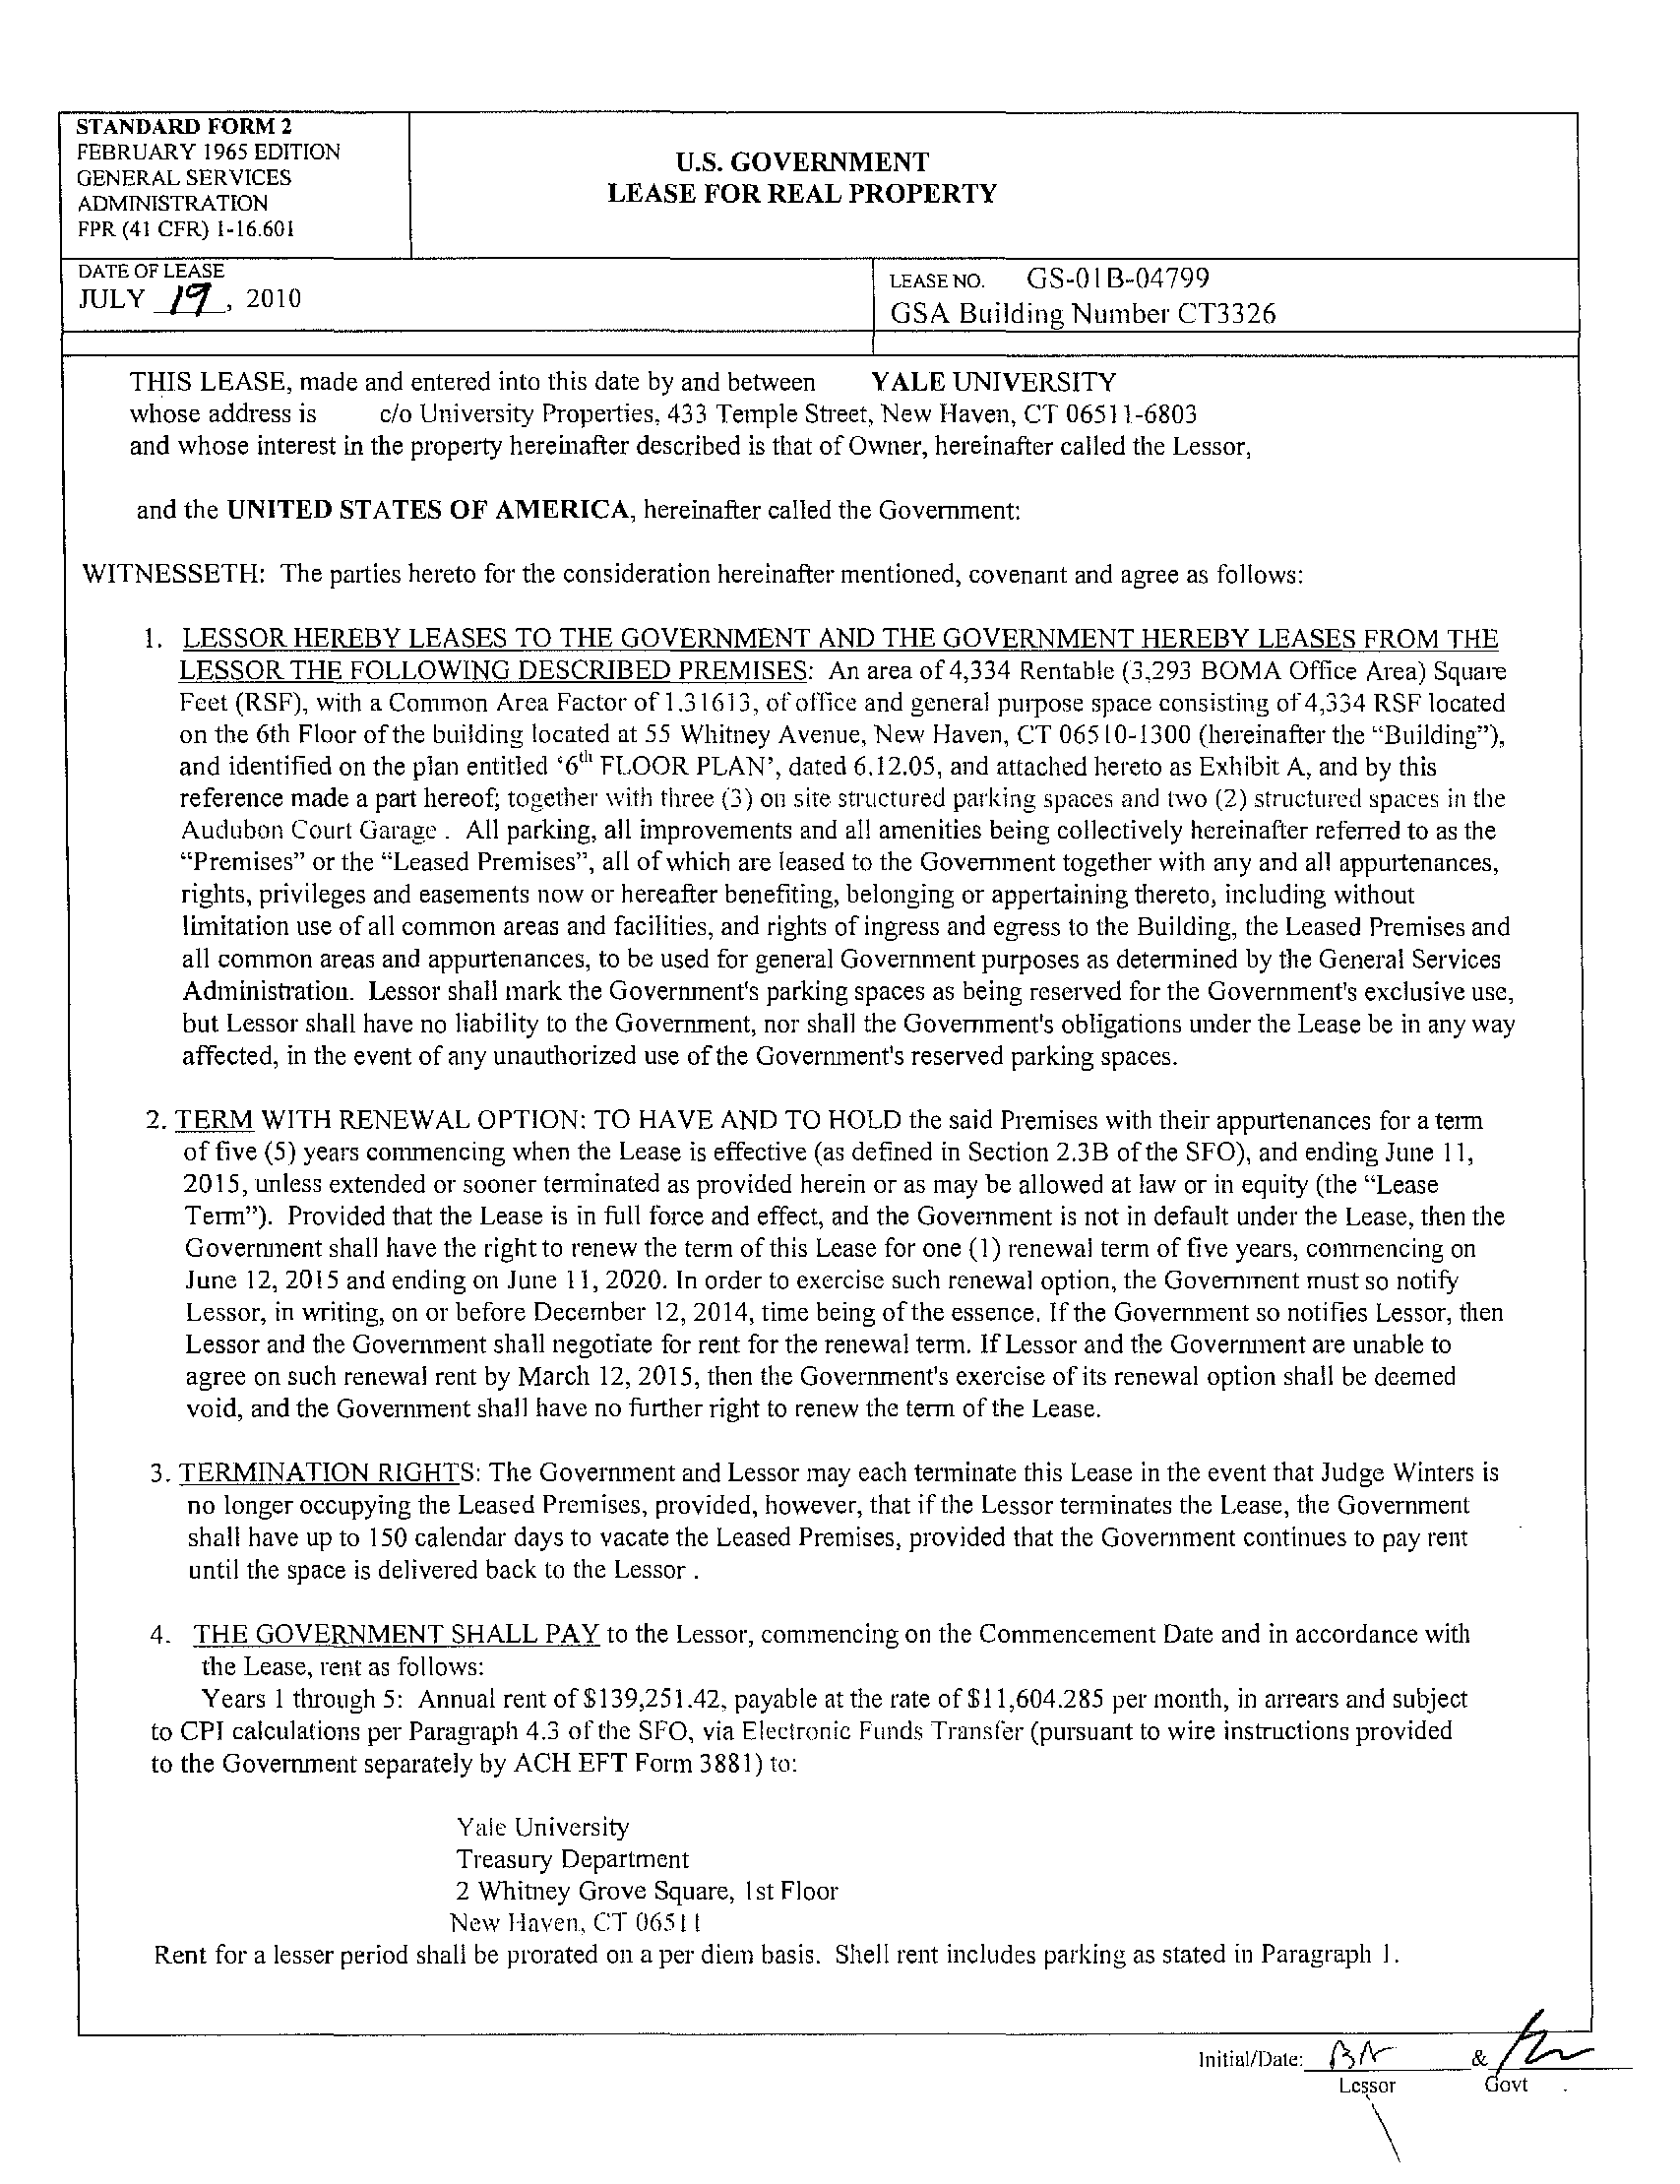 STANDARD FORM 2
FEBRUARY 1965 EDITION
GENERAL SERVICES
ADMINISTRATION
FPR (41 CFR) 1-16.601
U.S. GOVERNMENT
LEASE FOR REAL PROPERTY
DATE OF LEASE
JULY 19, 2010
LEASE NO. GS-01B-04799
GSA Building Number CT3326
THIS LEASE, made and entered into this date by and between YALE UNIVERSITY
whose address is c/o University Properties, 433 Temple Street, New Haven, CT 06511-6803
and whose interest in the property hereinafter described is that of Owner, hereinafter called the Lessor,
and the UNITED STATES OF AMERICA, hereinafter called the Government:
WITNESSETH: The parties hereto for the consideration hereinafter mentioned, covenant and agree as follows:
1. LESSOR HEREBY LEASES TO THE GOVERNMENT AND THE GOVERNMENT HEREBY LEASES FROM THE
LESSOR THE FOLLOWING DESCRIBED PREMISES: An area of 4,334 Rentable (3,293 BOMA Office Area) Square
Feet (RSF), with a Common Area Factor of 1.31613, of office and general purpose space consisting of 4,334 RSF located
on the 6th Floor of the building located at 55 Whitney Avenue, New Haven, CT 06510-1300 (hereinafter the "Building"),
and identified on the plan entitled '6th FLOOR PLAN', dated 6.12.05, and attached hereto as Exhibit A, and by this
reference made a part hereof; together with three (3) on site structured parking spaces and two (2) structured spaces in the
Audubon Court Garage . All parking, all improvements and all amenities being collectively hereinafter referred to as the
"Premises" or the "Leased Premises", all of which are leased to the Government together with any and all appurtenances,
rights, privileges and easements now or hereafter benefiting, belonging or appertaining thereto, including without
limitation use of all common areas and facilities, and rights of ingress and egress to the Building, the Leased Premises and
all common areas and appurtenances, to be used for general Government purposes as determined by the General Services
Administration. Lessor shall mark the Government's parking spaces as being reserved for the Government's exclusive use,
but Lessor shall have no liability to the Government, nor shall the Government's obligations under the Lease be in any way
affected, in the event of any unauthorized use of the Government's reserved parking spaces.
2. TERM WITH RENEWAL OPTION: TO HAVE AND TO HOLD the said Premises with their appurtenances for a term
of five (5) years commencing when the Lease is effective (as defined in Section 2.3B of the SFO), and ending June 11,
2015, unless extended or sooner terminated as provided herein or as may be allowed at law or in equity (the "Lease
Term"). Provided that the Lease is in full force and effect, and the Government is not in default under the Lease, then the
Government shall have the right to renew the term of this Lease for one (1) renewal term of five years, commencing on
June 12, 2015 and ending on June 11, 2020. In order to exercise such renewal option, the Government must so notify
Lessor, in writing, on or before December 12, 2014, time being of the essence. If the Government so notifies Lessor, then
Lessor and the Government shall negotiate for rent for the renewal term. If Lessor and the Government are unable to
agree on such renewal rent by March 12, 2015, then the Government's exercise of its renewal option shall be deemed
void, and the Government shall have no further right to renew the term of the Lease.
3. TERMINATION RIGHTS: The Government and Lessor may each terminate this Lease in the event that Judge Winters is
no longer occupying the Leased Premises, provided, however, that if the Lessor terminates the Lease, the Government
shall have up to 150 calendar days to vacate the Leased Premises, provided that the Government continues to pay rent
until the space is delivered back to the Lessor .
4. THE GOVERNMENT SHALL PAY to the Lessor, commencing on the Commencement Date and in accordance with
the Lease, rent as follows:
Years 1 through 5: Annual rent of $139,251.42, payable at the rate of $11,604.285 per month, in arrears and subject
to CPI calculations per Paragraph 4.3 of the SFO, via Electronic Funds Transfer (pursuant to wire instructions provided
to the Government separately by ACH EFT Form 3881) to:
Yale University
Treasury Department
2 Whitney Grove Square, 1st Floor
New Haven, CT 06511
Rent for a lesser period shall be prorated on a per diem basis. Shell rent includes parking as stated in Paragraph 1.
Initial/Date: &
Lessor Govt